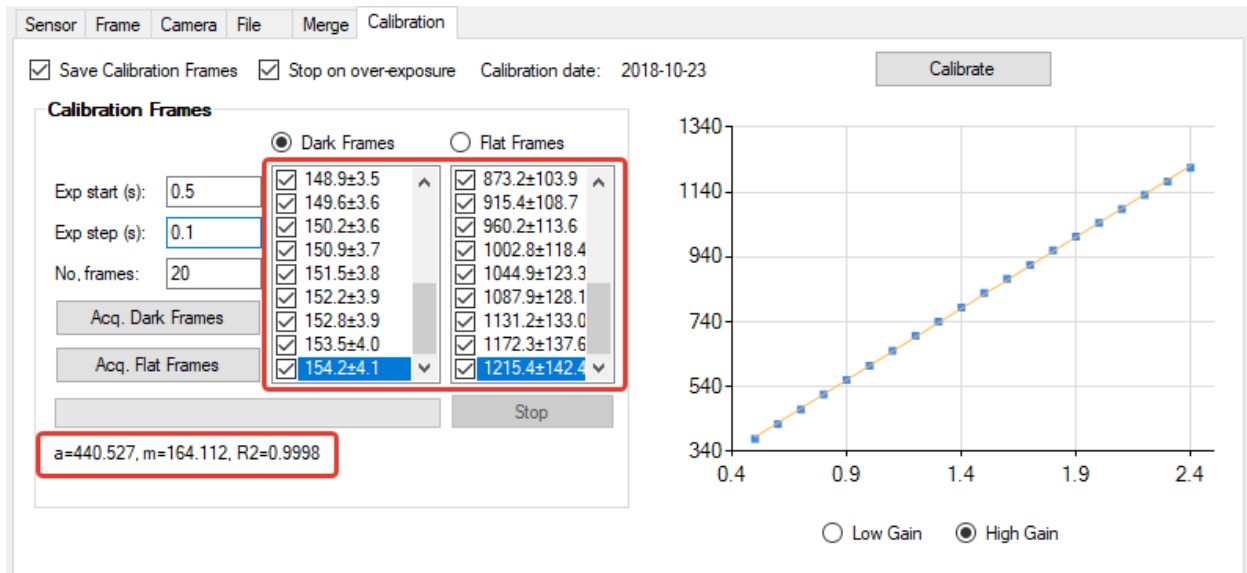 Sensor Frame Camera File Merge Calibration
Save Calibration Frames Stop on over-exposure Calibration date: 2018-10-23 Calibrate
Calibration Frames
Dark Frames Flat Frames
Exp start (s): 0.5
Exp step (s): 0.1
No, frames: 20
Acq. Dark Frames
Acq. Flat Frames
148.9±3.5 873.2±103.9
149.6±3.6 915.4±108.7
150.2±3.6 960.2±113.6
150.9±3.7 1002.8±118.4
151.5±3.8 1044.9±123.3
152.2±3.9 1087.9±128.1
152.8±3.9 1131.2±133.0
153.5±4.0 1172.3±137.6
154.2±4.1 1215.4±142.4
Stop
a=440.527, m=164.112, R2=0.9998
1340
1140
940
740
540
340
0.4 0.9 1.4 1.9 2.4
Low Gain High Gain